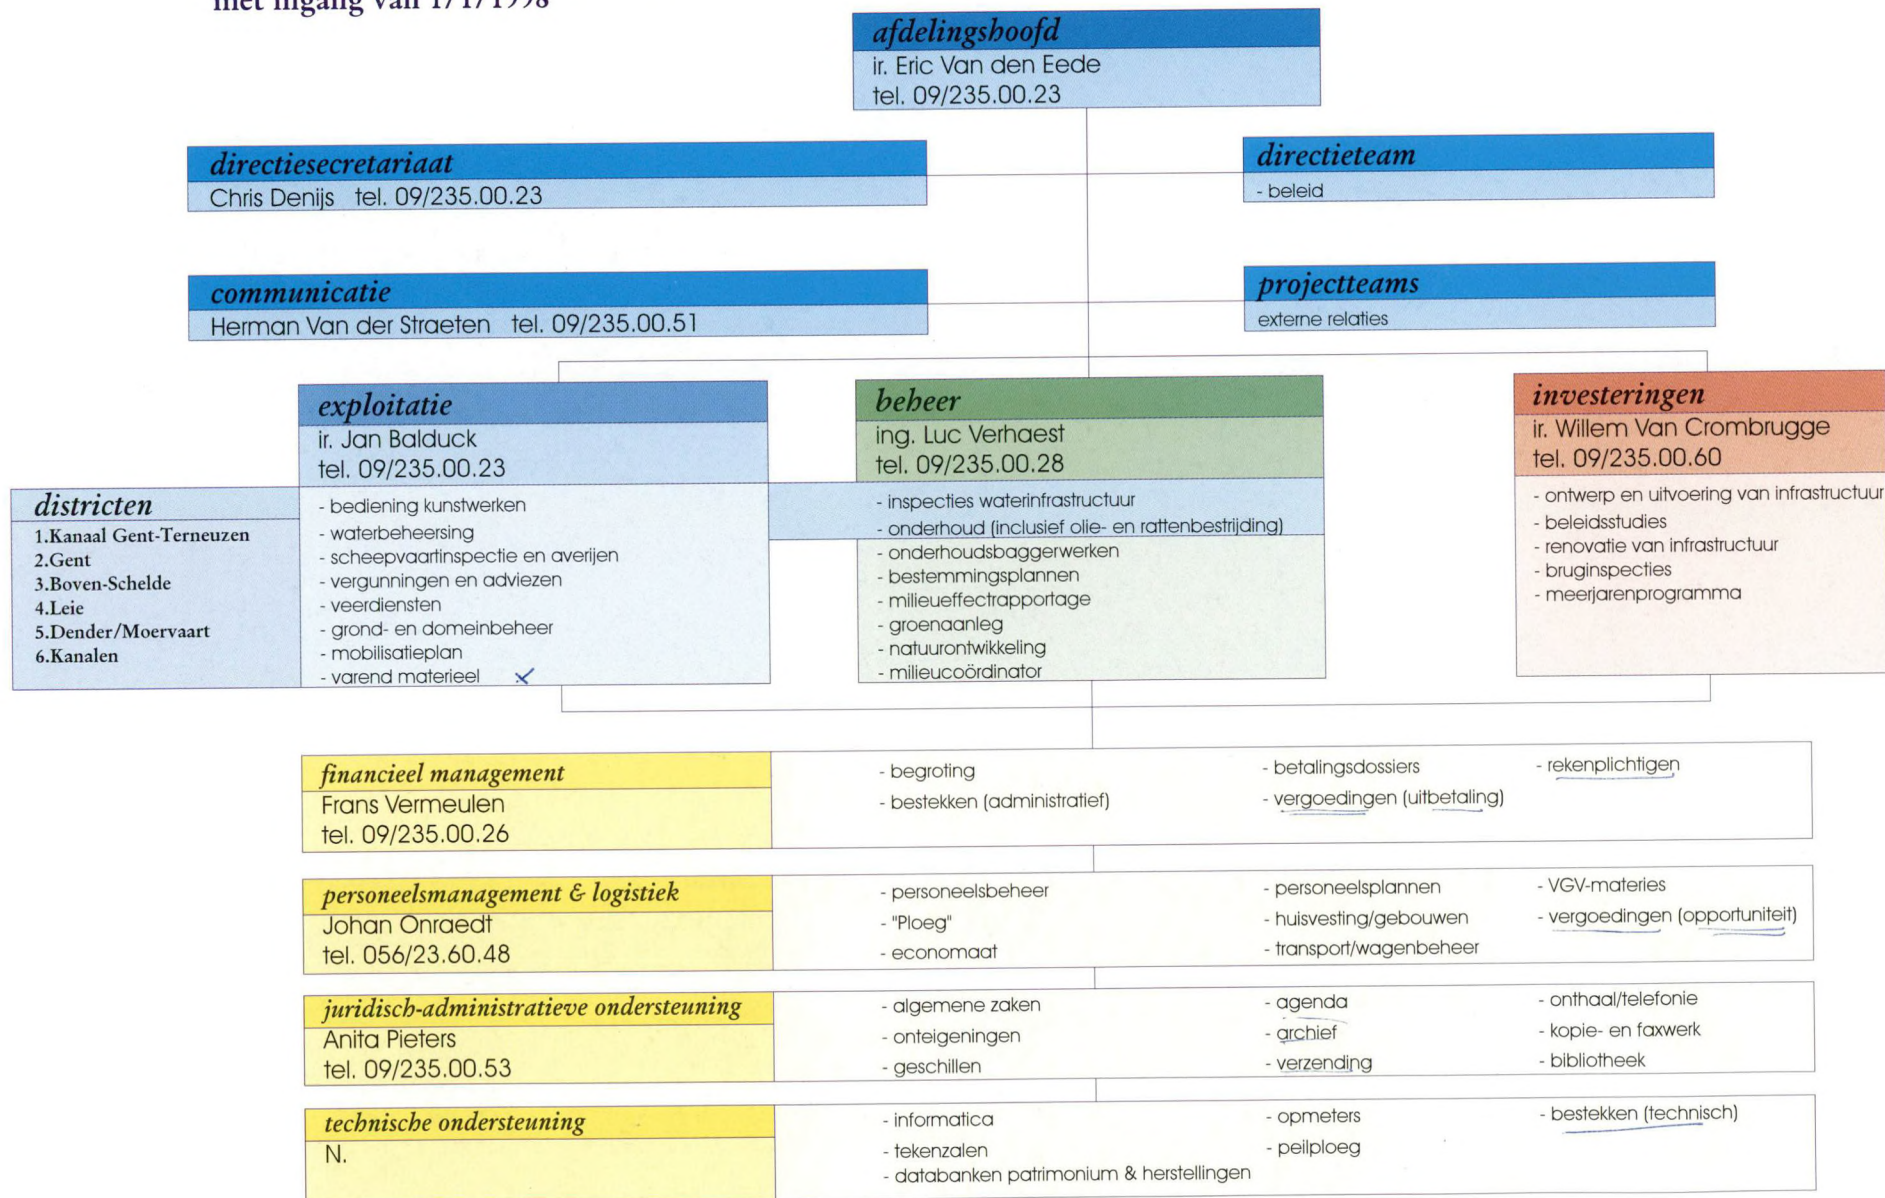 met ingang van 1/1/1998
afdelingshoofd
ir. Eric Van den Eede
tel. 09/235.00.23
directiesecretariaat
Chris Denijs tel. 09/235.00.23
directieteam
- beleid
communicatie
Herman Van der Straeten tel. 09/235.00.51
projectteams
externe relaties
exploitatie
ir. Jan Balduck
tel. 09/235.00.23
- bediening kunstwerken
- waterbeheersing
- scheepvaartinspectie en averijen
- vergunningen en adviezen
- veerdiensten
- grond- en domeinbeheer
- mobilisatieplan
- varend materieel
districten
1.Kanaal Gent-Terneuzen
2.Gent
3.Boven-Schelde
4.Leie
5.Dender/Moervaart
6.Kanalen
beheer
ing. Luc Verhaest
tel. 09/235.00.28
- inspecties waterinfrastructuur
- onderhoud (inclusief olie- en rattenbestrijding)
- onderhoudsbaggerwerken
- bestemmingsplannen
- milieueffectrapportage
- groenaanleg
- natuurontwikkeling
- milieucoördinator
investeringen
ir. Willem Van Crombrugge
tel. 09/235.00.60
- ontwerp en uitvoering van infrastructuur
- beleidsstudies
- renovatie van infrastructuur
- bruginspecties
- meerjarenprogramma
financieel management
Frans Vermeulen
tel. 09/235.00.26
- begroting
- bestekken (administratief)
- betalingsdossiers
- vergoedingen (uitbetaling)
- rekenplichtigen
personeelsmanagement & logistiek
Johan Onraedt
tel. 056/23.60.48
- personeelsbeheer
- "Ploeg"
- economaat
- personeelsplannen
- huisvesting/gebouwen
- transport/wagenbeheer
- VGV-materies
- vergoedingen (opportuniteit)
juridisch-administratieve ondersteuning
Anita Pieters
tel. 09/235.00.53
- algemene zaken
- onteigeningen
- geschillen
- agenda
- archief
- verzending
- onthaal/telefonie
- kopie- en faxwerk
- bibliotheek
technische ondersteuning
N.
- informatica
- tekenzalen
- databanken patrimonium & herstellingen
- opmeters
- peilploeg
- bestekken (technisch)